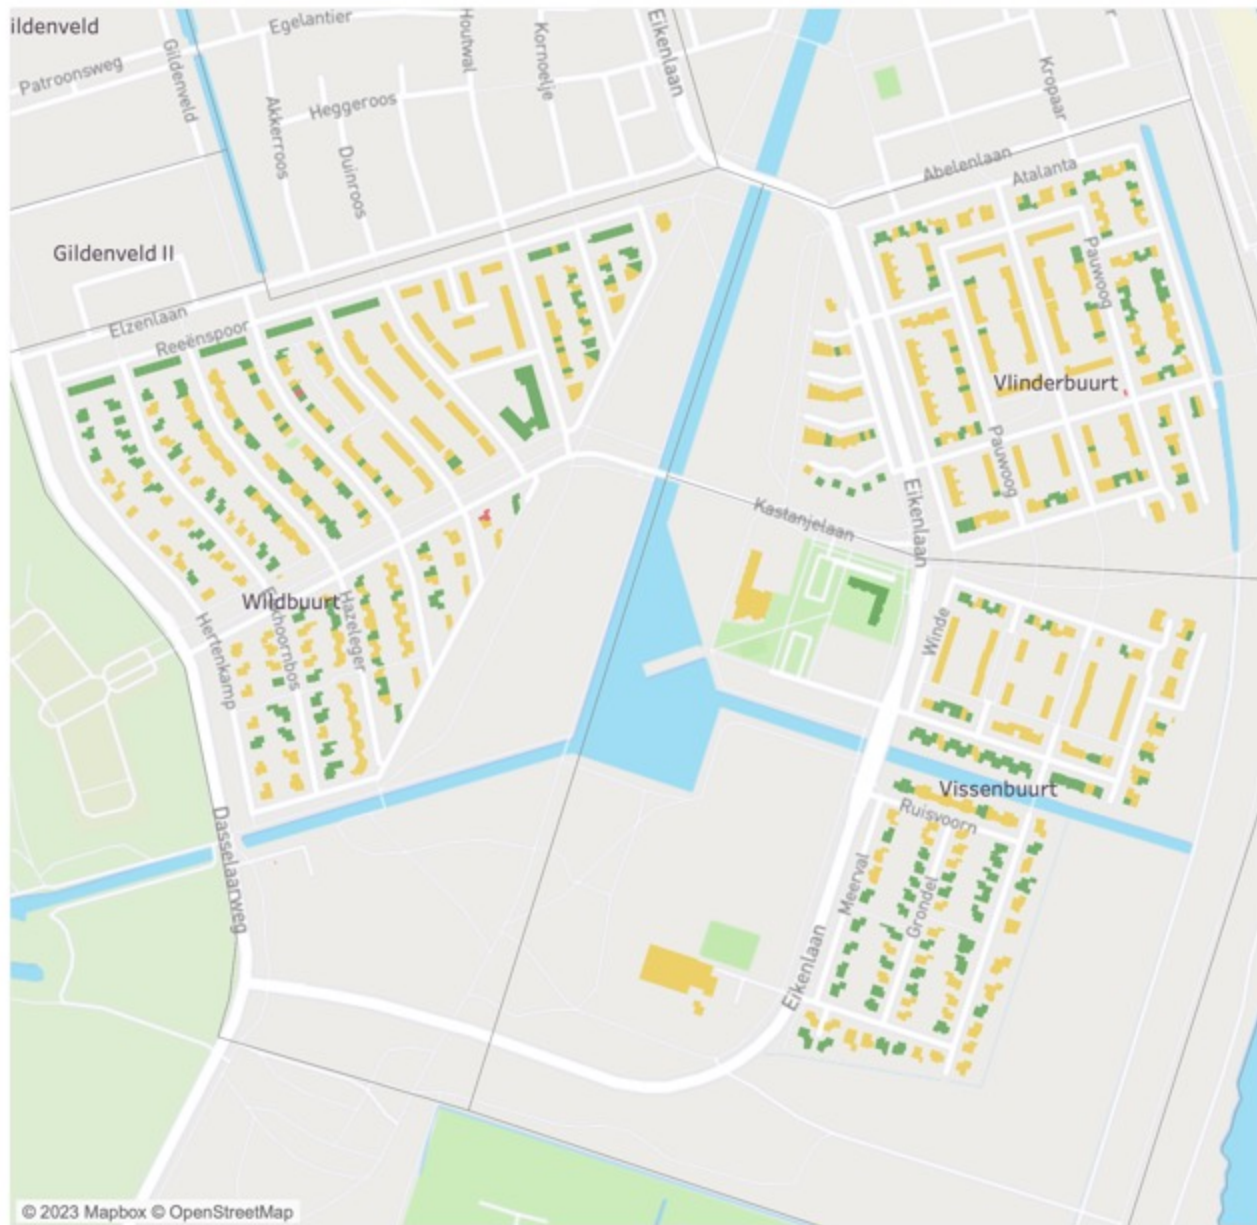 ildenveld
Egelantier
Houtwal
Kornoelje
Eikenlaan
Patroonsweg
Gildenveld
Akkerroos
Heggeroos
Duinroos
Kropaar
Abelenlaan
Atalanta
Gildenveld II
Elzenlaan
Reeënspoor
Pauwoog
Vlinderbuurt
Pauwoog
Eikenlaan
Kastanjelaan
Wildbuurt
Hertenkamp
Hazeleger
Winde
Vissenbuurt
Ruisvoorn
Dasselaarweg
Meerval
Grondel
Eikenlaan
© 2023 Mapbox © OpenStreetMap